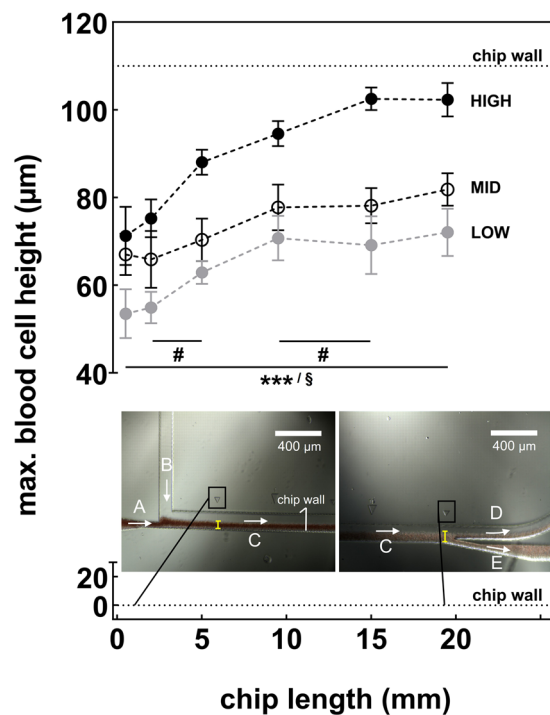 120
chip wall
100
HIGH
80
MID
LOW
60
40
#
#
*** / §
max. blood cell height (µm)
400 µm
B
A
chip wall
C
400 µm
D
C
E
30
0
chip wall
0
5
10
15
20
chip length (mm)